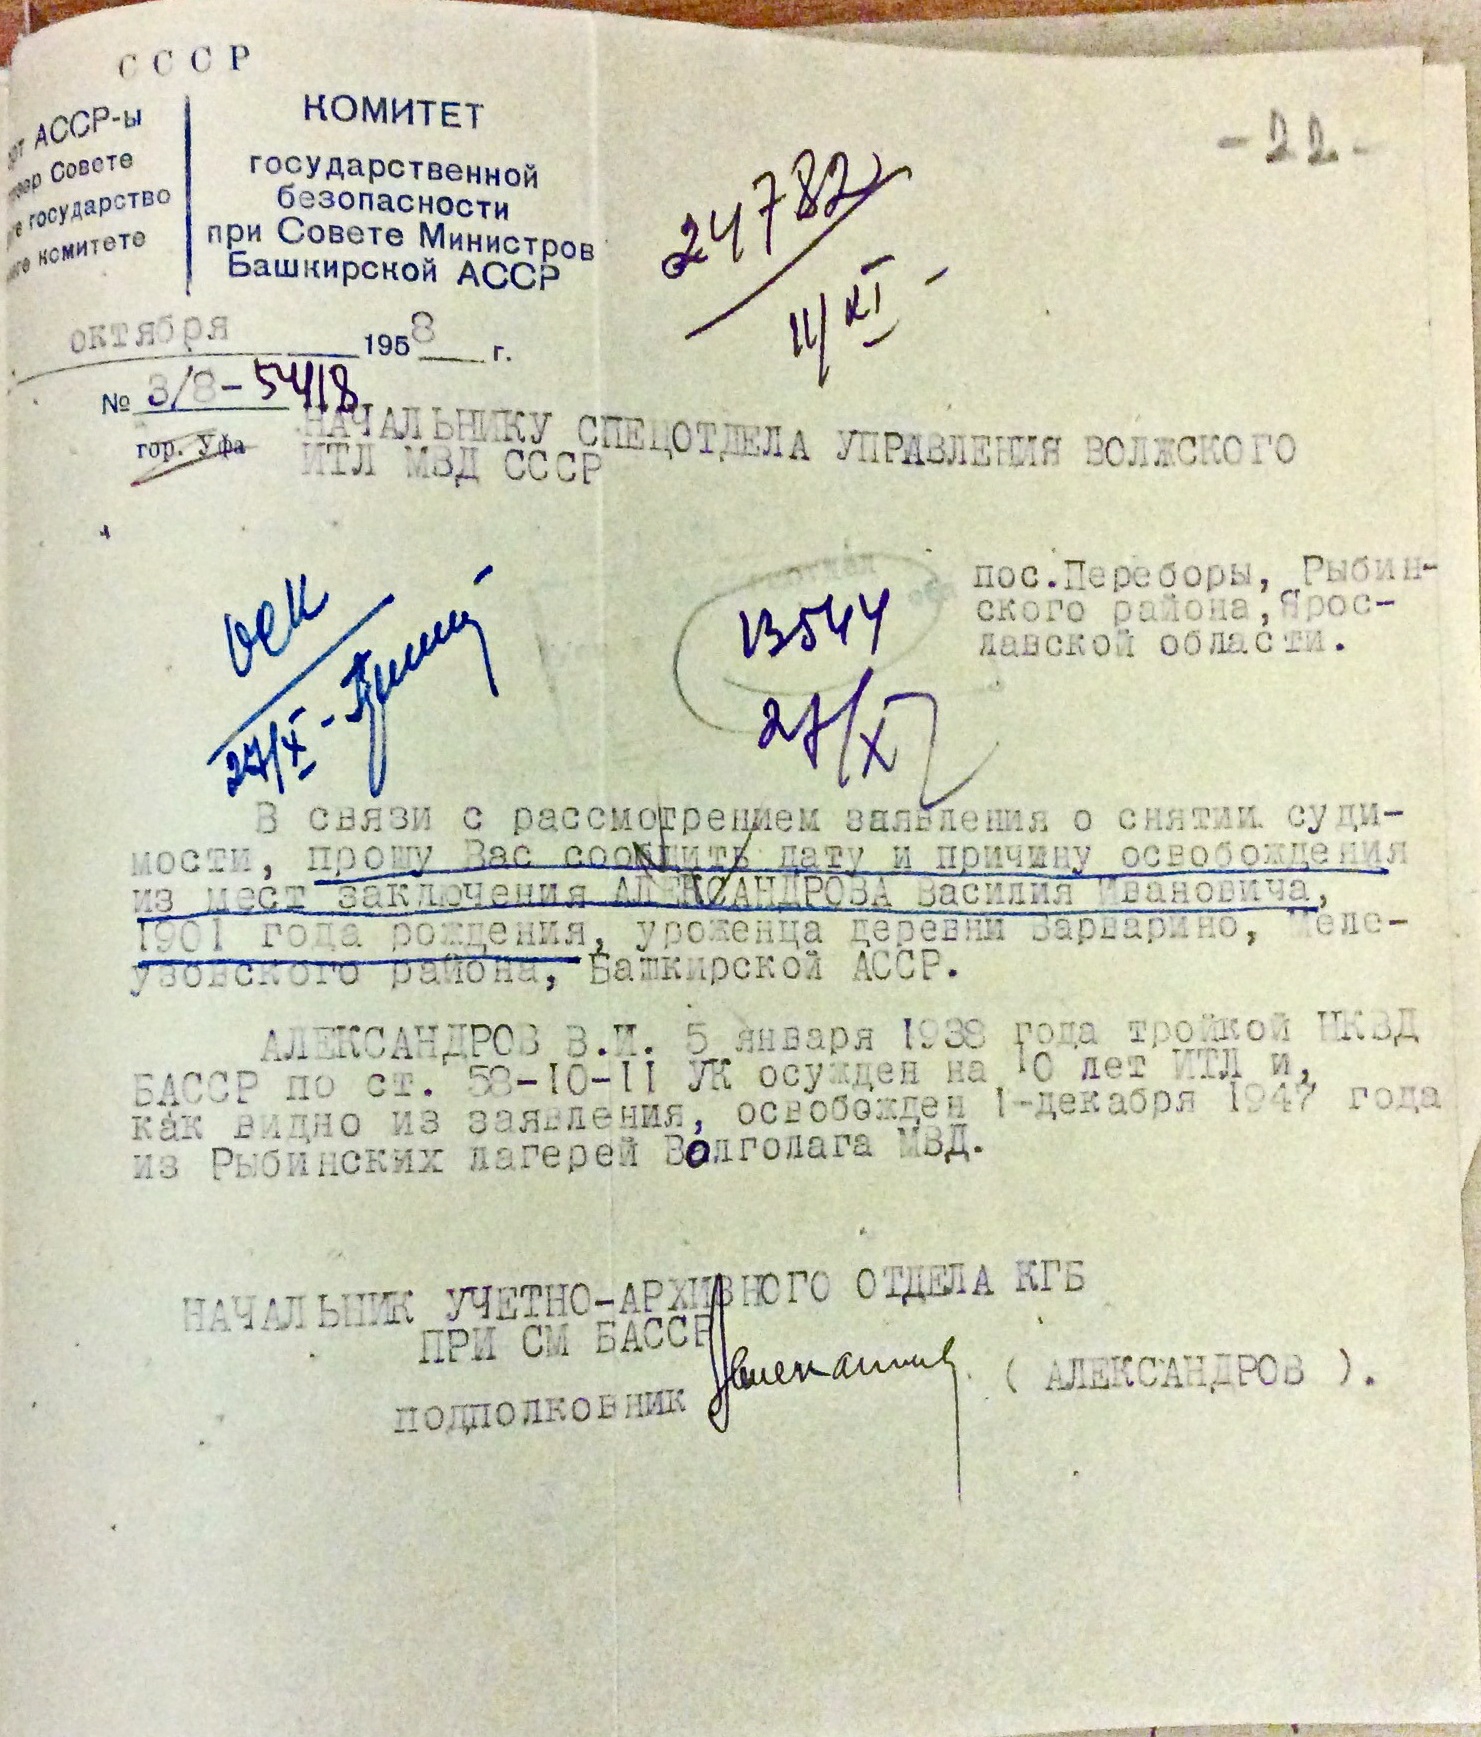 СССР
АССР-ы
Совете
государство
комитете
КОМИТЕТ
государственной
безопасности
при Совете Министров
Башкирской АССР
- 22 -
24782
11/XI -
октября 1958 г.
№ 3/8-5418
гор. Уфа
НАЧАЛЬНИКУ СПЕЦОТДЕЛА УПРАВЛЕНИЯ ВОЛЖСКОГО
ИТЛ МВД СССР
пос.Переборы, Рыбин-
ского района, Ярос-
лавской области.
27/X -
13544
27/X
В связи с рассмотрением заявления о снятии суди-
мости, прошу Вас сообщить дату и причину освобождения
из мест заключения АЛЕКСАНДРОВА Василия Ивановича,
1901 года рождения, уроженца деревни Варварино, Меле-
узовского района, Башкирской АССР.
АЛЕКСАНДРОВ В.И. 5 января 1938 года тройкой НКВД
БАССР по ст. 58-10-11 УК осужден на 10 лет ИТЛ и,
как видно из заявления, освобожден 1-декабря 1947 года
из Рыбинских лагерей Волголага МВД.
НАЧАЛЬНИК УЧЕТНО-АРХИВНОГО ОТДЕЛА КГБ
ПРИ СМ БАССР
подполковник ( АЛЕКСАНДРОВ ).